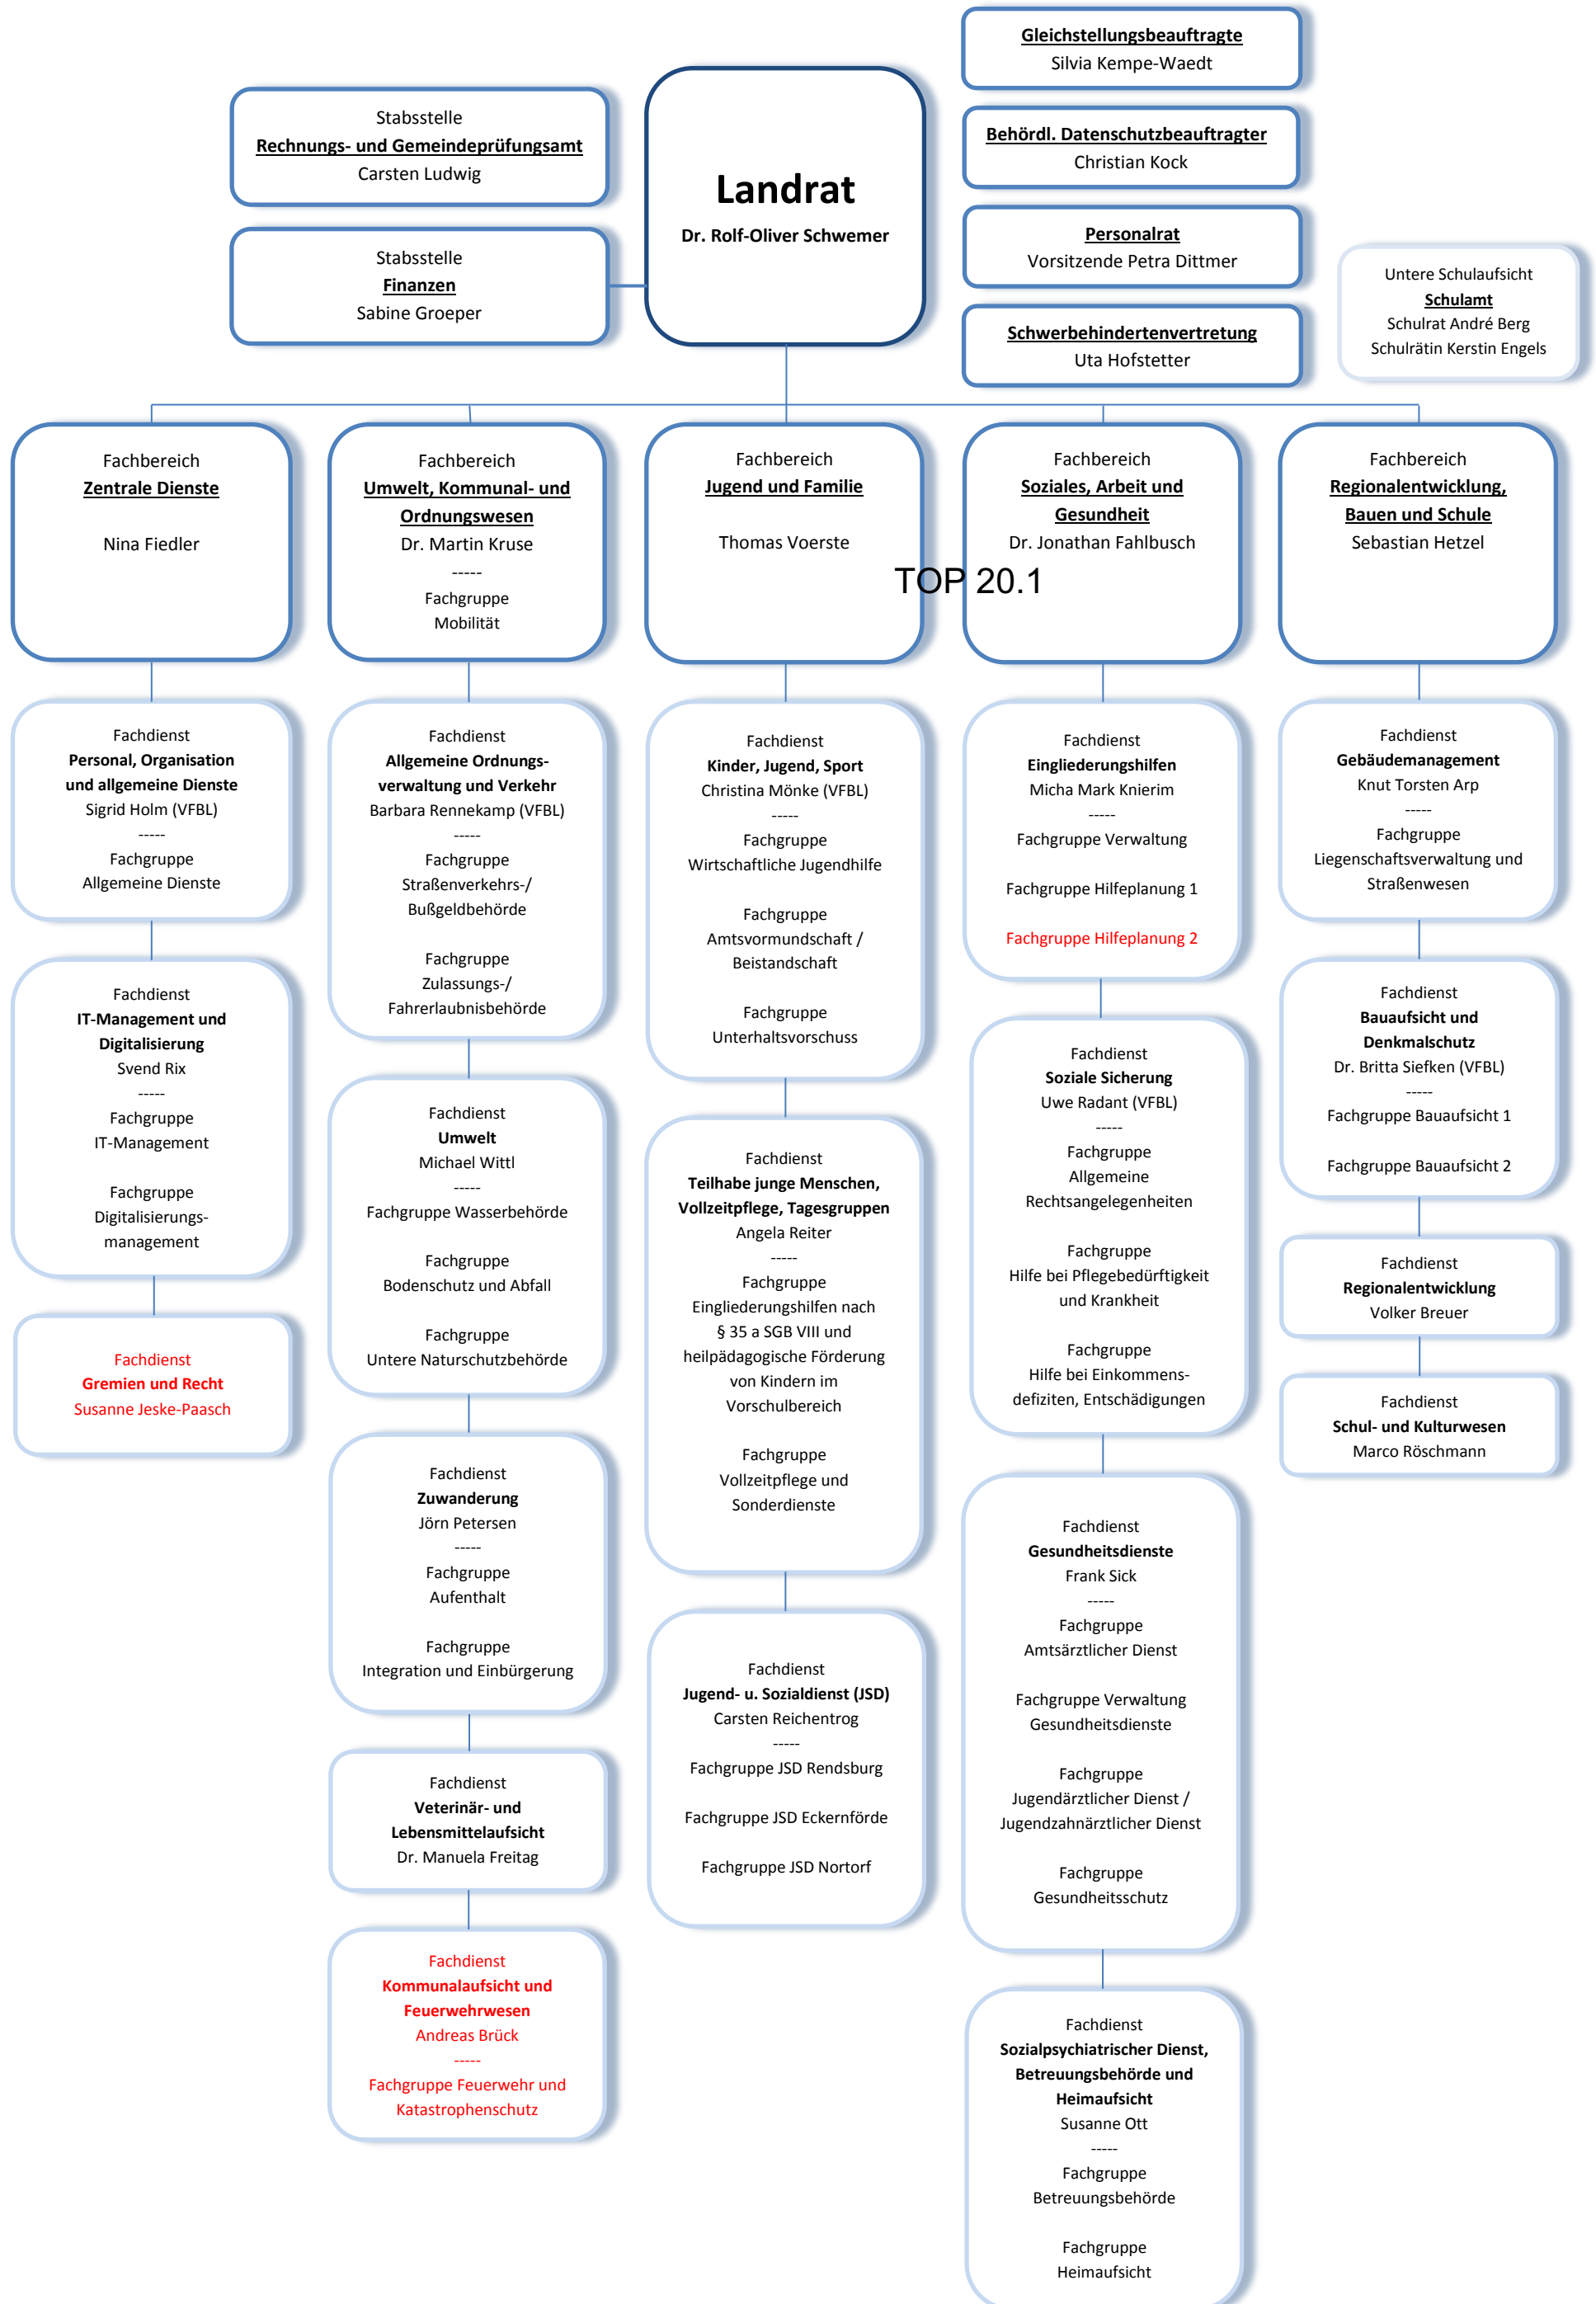 Gleichstellungsbeauftragte
Silvia Kempe-Waedt
Stabsstelle
Rechnungs- und Gemeindeprüfungsamt
Carsten Ludwig
Behördl. Datenschutzbeauftragter
Christian Kock
Landrat
Dr. Rolf-Oliver Schwemer
Stabsstelle
Finanzen
Sabine Groeper
Personalrat
Vorsitzende Petra Dittmer
Untere Schulaufsicht
Schulamt
Schulrat André Berg
Schulrätin Kerstin Engels
Schwerbehindertenvertretung
Uta Hofstetter
Fachbereich
Zentrale Dienste
Nina Fiedler
Fachbereich
Umwelt, Kommunal- und
Ordnungswesen
Dr. Martin Kruse
-----
Fachgruppe
Mobilität
Fachbereich
Jugend und Familie
Thomas Voerste
Fachbereich
Soziales, Arbeit und
Gesundheit
Dr. Jonathan Fahlbusch
Fachbereich
Regionalentwicklung,
Bauen und Schule
Sebastian Hetzel
TOP 20.1
Fachdienst
Personal, Organisation
und allgemeine Dienste
Sigrid Holm (VFBL)
-----
Fachgruppe
Allgemeine Dienste
Fachdienst
IT-Management und
Digitalisierung
Svend Rix
-----
Fachgruppe
IT-Management
Fachgruppe
Digitalisierungs-
management
Fachdienst
Gremien und Recht
Susanne Jeske-Paasch
Fachdienst
Allgemeine Ordnungs-
verwaltung und Verkehr
Barbara Rennekamp (VFBL)
-----
Fachgruppe
Straßenverkehrs-/
Bußgeldbehörde
Fachgruppe
Zulassungs-/
Fahrerlaubnisbehörde
Fachdienst
Umwelt
Michael Wittl
-----
Fachgruppe Wasserbehörde
Fachgruppe
Bodenschutz und Abfall
Fachgruppe
Untere Naturschutzbehörde
Fachdienst
Zuwanderung
Jörn Petersen
-----
Fachgruppe
Aufenthalt
Fachgruppe
Integration und Einbürgerung
Fachdienst
Veterinär- und
Lebensmittelaufsicht
Dr. Manuela Freitag
Fachdienst
Kommunalaufsicht und
Feuerwehrwesen
Andreas Brück
-----
Fachgruppe Feuerwehr und
Katastrophenschutz
Fachdienst
Kinder, Jugend, Sport
Christina Mönke (VFBL)
-----
Fachgruppe
Wirtschaftliche Jugendhilfe
Fachgruppe
Amtsvormundschaft /
Beistandschaft
Fachgruppe
Unterhaltsvorschuss
Fachdienst
Teilhabe junge Menschen,
Vollzeitpflege, Tagesgruppen
Angela Reiter
-----
Fachgruppe
Eingliederungshilfen nach
§ 35 a SGB VIII und
heilpädagogische Förderung
von Kindern im
Vorschulbereich
Fachgruppe
Vollzeitpflege und
Sonderdienste
Fachdienst
Jugend- u. Sozialdienst (JSD)
Carsten Reichentrog
-----
Fachgruppe JSD Rendsburg
Fachgruppe JSD Eckernförde
Fachgruppe JSD Nortorf
Fachdienst
Eingliederungshilfen
Micha Mark Knierim
-----
Fachgruppe Verwaltung
Fachgruppe Hilfeplanung 1
Fachgruppe Hilfeplanung 2
Fachdienst
Soziale Sicherung
Uwe Radant (VFBL)
-----
Fachgruppe
Allgemeine
Rechtsangelegenheiten
Fachgruppe
Hilfe bei Pflegebedürftigkeit
und Krankheit
Fachgruppe
Hilfe bei Einkommens-
defiziten, Entschädigungen
Fachdienst
Gesundheitsdienste
Frank Sick
-----
Fachgruppe
Amtsärztlicher Dienst
Fachgruppe Verwaltung
Gesundheitsdienste
Fachgruppe
Jugendärztlicher Dienst /
Jugendzahnärztlicher Dienst
Fachgruppe
Gesundheitsschutz
Fachdienst
Sozialpsychiatrischer Dienst,
Betreuungsbehörde und
Heimaufsicht
Susanne Ott
-----
Fachgruppe
Betreuungsbehörde
Fachgruppe
Heimaufsicht
Fachdienst
Gebäudemanagement
Knut Torsten Arp
-----
Fachgruppe
Liegenschaftsverwaltung und
Straßenwesen
Fachdienst
Bauaufsicht und
Denkmalschutz
Dr. Britta Siefken (VFBL)
-----
Fachgruppe Bauaufsicht 1
Fachgruppe Bauaufsicht 2
Fachdienst
Regionalentwicklung
Volker Breuer
Fachdienst
Schul- und Kulturwesen
Marco Röschmann